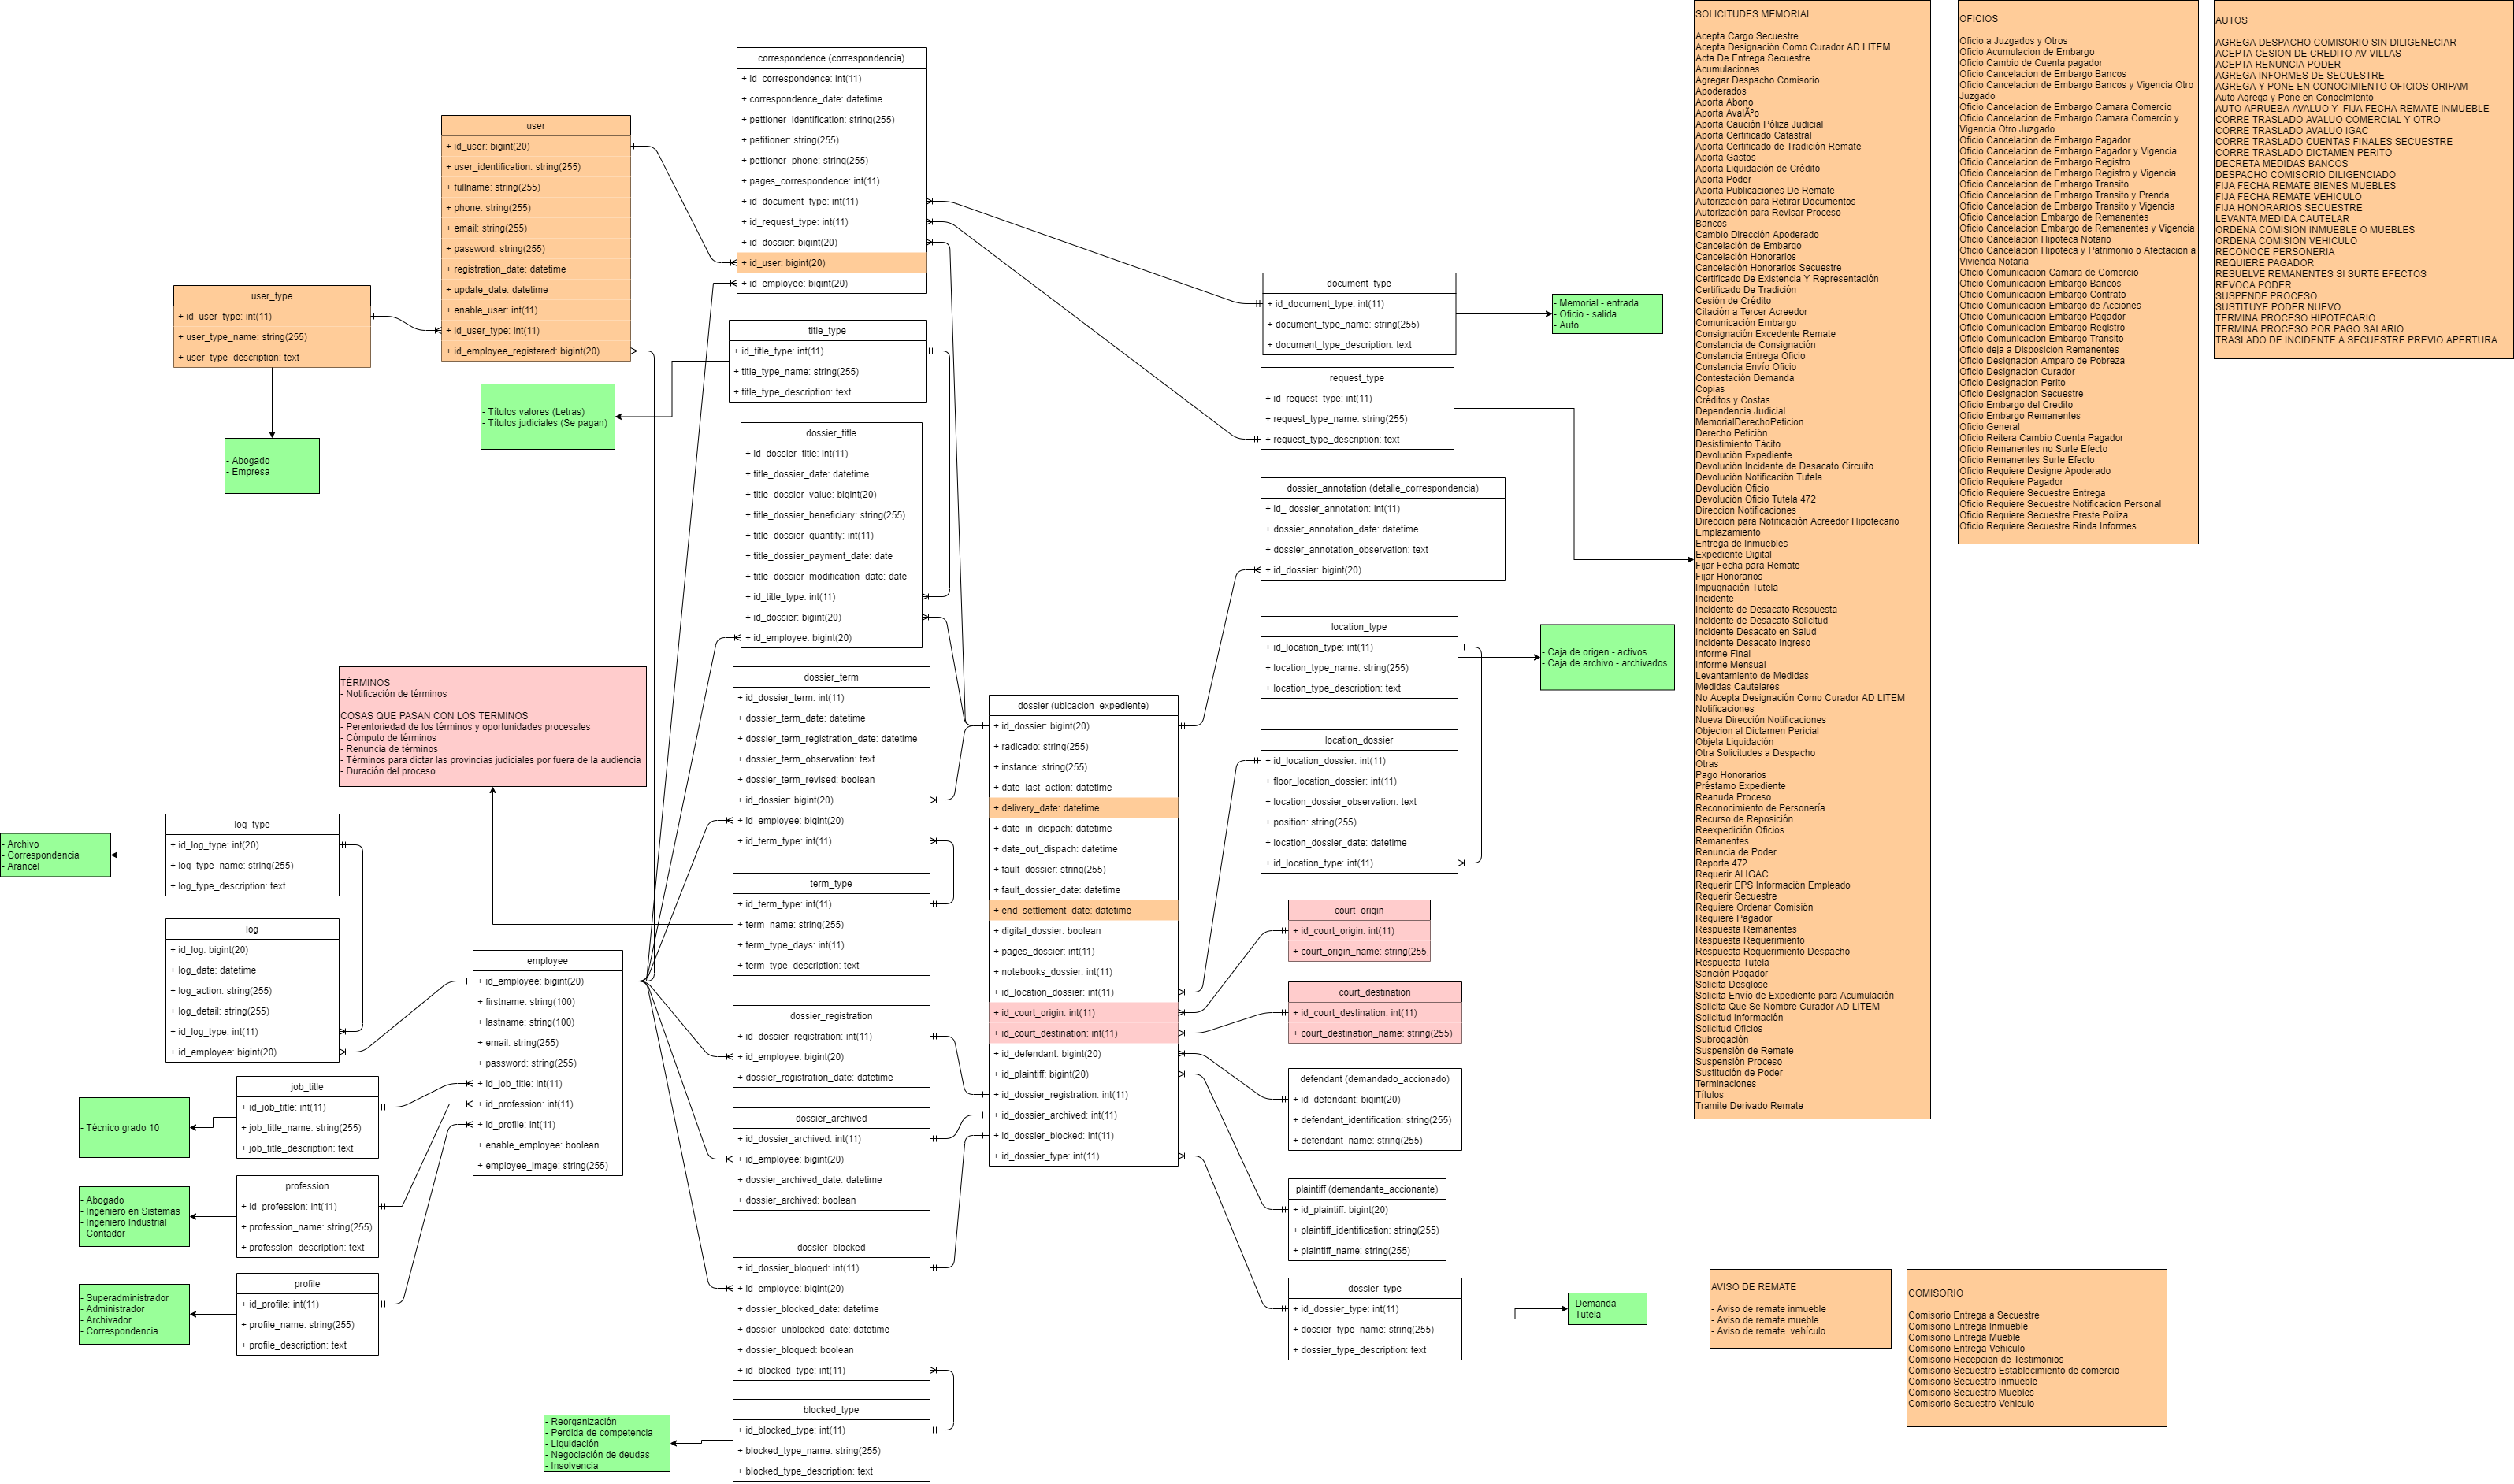 user_type
+ id_user_type: int(11)
+ user_type_name: string(255)
+ user_type_description: text
- Abogado
- Empresa
user
+ id_user: bigint(20)
+ user_identification: string(255)
+ fullname: string(255)
+ phone: string(255)
+ email: string(255)
+ password: string(255)
+ registration_date: datetime
+ update_date: datetime
+ enable_user: int(11)
+ id_user_type: int(11)
+ id_employee_registered: bigint(20)
- Títulos valores (Letras)
- Títulos judiciales (Se pagan)
TÉRMINOS
- Notificación de términos
COSAS QUE PASAN CON LOS TERMINOS
- Perentoriedad de los términos y oportunidades procesales
- Cómputo de términos
- Renuncia de términos
- Términos para dictar las provincias judiciales por fuera de la audiencia
- Duración del proceso
log_type
+ id_log_type: int(20)
+ log_type_name: string(255)
+ log_type_description: text
- Archivo
- Correspondencia
- Arancel
log
+ id_log: bigint(20)
+ log_date: datetime
+ log_action: string(255)
+ log_detail: string(255)
+ id_log_type: int(11)
+ id_employee: bigint(20)
job_title
+ id_job_title: int(11)
+ job_title_name: string(255)
+ job_title_description: text
- Técnico grado 10
profession
+ id_profession: int(11)
+ profession_name: string(255)
+ profession_description: text
- Abogado
- Ingeniero en Sistemas
- Ingeniero Industrial
- Contador
profile
+ id_profile: int(11)
+ profile_name: string(255)
+ profile_description: text
- Superadministrador
- Administrador
- Archivador
- Correspondencia
employee
+ id_employee: bigint(20)
+ firstname: string(100)
+ lastname: string(100)
+ email: string(255)
+ password: string(255)
+ id_job_title: int(11)
+ id_profession: int(11)
+ id_profile: int(11)
+ enable_employee: boolean
+ employee_image: string(255)
correspondence (correspondencia)
+ id_correspondence: int(11)
+ correspondence_date: datetime
+ pettioner_identification: string(255)
+ petitioner: string(255)
+ pettioner_phone: string(255)
+ pages_correspondence: int(11)
+ id_document_type: int(11)
+ id_request_type: int(11)
+ id_dossier: bigint(20)
+ id_user: bigint(20)
+ id_employee: bigint(20)
title_type
+ id_title_type: int(11)
+ title_type_name: string(255)
+ title_type_description: text
dossier_title
+ id_dossier_title: int(11)
+ title_dossier_date: datetime
+ title_dossier_value: bigint(20)
+ title_dossier_beneficiary: string(255)
+ title_dossier_quantity: int(11)
+ title_dossier_payment_date: date
+ title_dossier_modification_date: date
+ id_title_type: int(11)
+ id_dossier: bigint(20)
+ id_employee: bigint(20)
dossier_term
+ id_dossier_term: int(11)
+ dossier_term_date: datetime
+ dossier_term_registration_date: datetime
+ dossier_term_observation: text
+ dossier_term_revised: boolean
+ id_dossier: bigint(20)
+ id_employee: bigint(20)
+ id_term_type: int(11)
term_type
+ id_term_type: int(11)
+ term_name: string(255)
+ term_type_days: int(11)
+ term_type_description: text
dossier_registration
+ id_dossier_registration: int(11)
+ id_employee: bigint(20)
+ dossier_registration_date: datetime
dossier_archived
+ id_dossier_archived: int(11)
+ id_employee: bigint(20)
+ dossier_archived_date: datetime
+ dossier_archived: boolean
dossier_blocked
+ id_dossier_bloqued: int(11)
+ id_employee: bigint(20)
+ dossier_blocked_date: datetime
+ dossier_unblocked_date: datetime
+ dossier_bloqued: boolean
+ id_blocked_type: int(11)
blocked_type
+ id_blocked_type: int(11)
+ blocked_type_name: string(255)
+ blocked_type_description: text
- Reorganización
- Perdida de competencia
- Liquidación
- Negociación de deudas
- Insolvencia
dossier (ubicacion_expediente)
+ id_dossier: bigint(20)
+ radicado: string(255)
+ instance: string(255)
+ date_last_action: datetime
+ delivery_date: datetime
+ date_in_dispach: datetime
+ date_out_dispach: datetime
+ fault_dossier: string(255)
+ fault_dossier_date: datetime
+ end_settlement_date: datetime
+ digital_dossier: boolean
+ pages_dossier: int(11)
+ notebooks_dossier: int(11)
+ id_location_dossier: int(11)
+ id_court_origin: int(11)
+ id_court_destination: int(11)
+ id_defendant: bigint(20)
+ id_plaintiff: bigint(20)
+ id_dossier_registration: int(11)
+ id_dossier_archived: int(11)
+ id_dossier_blocked: int(11)
+ id_dossier_type: int(11)
document_type
+ id_document_type: int(11)
+ document_type_name: string(255)
+ document_type_description: text
- Memorial - entrada
- Oficio - salida
- Auto
request_type
+ id_request_type: int(11)
+ request_type_name: string(255)
+ request_type_description: text
dossier_annotation (detalle_correspondencia)
+ id_ dossier_annotation: int(11)
+ dossier_annotation_date: datetime
+ dossier_annotation_observation: text
+ id_dossier: bigint(20)
location_type
+ id_location_type: int(11)
+ location_type_name: string(255)
+ location_type_description: text
- Caja de origen - activos
- Caja de archivo - archivados
location_dossier
+ id_location_dossier: int(11)
+ floor_location_dossier: int(11)
+ location_dossier_observation: text
+ position: string(255)
+ location_dossier_date: datetime
+ id_location_type: int(11)
court_origin
+ id_court_origin: int(11)
+ court_origin_name: string(255
court_destination
+ id_court_destination: int(11)
+ court_destination_name: string(255)
defendant (demandado_accionado)
+ id_defendant: bigint(20)
+ defendant_identification: string(255)
+ defendant_name: string(255)
plaintiff (demandante_accionante)
+ id_plaintiff: bigint(20)
+ plaintiff_identification: string(255)
+ plaintiff_name: string(255)
dossier_type
+ id_dossier_type: int(11)
+ dossier_type_name: string(255)
+ dossier_type_description: text
- Demanda
- Tutela
SOLICITUDES MEMORIAL
Acepta Cargo Secuestre
Acepta Designación Como Curador AD LITEM
Acta De Entrega Secuestre
Acumulaciones
Agregar Despacho Comisorio
Apoderados
Aporta Abono
Aporta AvalÃºo
Aporta Caución Póliza Judicial
Aporta Certificado Catastral
Aporta Certificado de Tradición Remate
Aporta Gastos
Aporta Liquidación de Crédito
Aporta Poder
Aporta Publicaciones De Remate
Autorización para Retirar Documentos
Autorización para Revisar Proceso
Bancos
Cambio Dirección Apoderado
Cancelación de Embargo
Cancelación Honorarios
Cancelación Honorarios Secuestre
Certificado De Existencia Y Representación
Certificado De Tradición
Cesión de Crédito
Citación a Tercer Acreedor
Comunicación Embargo
Consignación Excedente Remate
Constancia de Consignación
Constancia Entrega Oficio
Constancia Envío Oficio
Contestación Demanda
Copias
Créditos y Costas
Dependencia Judicial
MemorialDerechoPeticion
Derecho Petición
Desistimiento Tácito
Devolución Expediente
Devolución Incidente de Desacato Circuito
Devolución Notificación Tutela
Devolución Oficio
Devolución Oficio Tutela 472
Direccion Notificaciones
Direccion para Notificación Acreedor Hipotecario
Emplazamiento
Entrega de Inmuebles
Expediente Digital
Fijar Fecha para Remate
Fijar Honorarios
Impugnación Tutela
Incidente
Incidente de Desacato Respuesta
Incidente de Desacato Solicitud
Incidente Desacato en Salud
Incidente Desacato Ingreso
Informe Final
Informe Mensual
Levantamiento de Medidas
Medidas Cautelares
No Acepta Designación Como Curador AD LITEM
Notificaciones
Nueva Dirección Notificaciones
Objecion al Dictamen Pericial
Objeta Liquidación
Otra Solicitudes a Despacho
Otras
Pago Honorarios
Préstamo Expediente
Reanuda Proceso
Reconocimiento de Personería
Recurso de Reposición
Reexpedición Oficios
Remanentes
Renuncia de Poder
Reporte 472
Requerir Al IGAC
Requerir EPS Información Empleado
Requerir Secuestre
Requiere Ordenar Comisión
Requiere Pagador
Respuesta Remanentes
Respuesta Requerimiento
Respuesta Requerimiento Despacho
Respuesta Tutela
Sanción Pagador
Solicita Desglose
Solicita Envío de Expediente para Acumulación
Solicita Que Se Nombre Curador AD LITEM
Solicitud Información
Solicitud Oficios
Subrogación
Suspensión de Remate
Suspensión Proceso
Sustitución de Poder
Terminaciones
Títulos
Tramite Derivado Remate
OFICIOS
Oficio a Juzgados y Otros
Oficio Acumulacion de Embargo
Oficio Cambio de Cuenta pagador
Oficio Cancelacion de Embargo Bancos
Oficio Cancelacion de Embargo Bancos y Vigencia Otro
Juzgado
Oficio Cancelacion de Embargo Camara Comercio
Oficio Cancelacion de Embargo Camara Comercio y
Vigencia Otro Juzgado
Oficio Cancelacion de Embargo Pagador
Oficio Cancelacion de Embargo Pagador y Vigencia
Oficio Cancelacion de Embargo Registro
Oficio Cancelacion de Embargo Registro y Vigencia
Oficio Cancelacion de Embargo Transito
Oficio Cancelacion de Embargo Transito y Prenda
Oficio Cancelacion de Embargo Transito y Vigencia
Oficio Cancelacion Embargo de Remanentes
Oficio Cancelacion Embargo de Remanentes y Vigencia
Oficio Cancelacion Hipoteca Notario
Oficio Cancelacion Hipoteca y Patrimonio o Afectacion a
Vivienda Notaria
Oficio Comunicacion Camara de Comercio
Oficio Comunicacion Embargo Bancos
Oficio Comunicacion Embargo Contrato
Oficio Comunicacion Embargo de Acciones
Oficio Comunicacion Embargo Pagador
Oficio Comunicacion Embargo Registro
Oficio Comunicacion Embargo Transito
Oficio deja a Disposicion Remanentes
Oficio Designacion Amparo de Pobreza
Oficio Designacion Curador
Oficio Designacion Perito
Oficio Designacion Secuestre
Oficio Embargo del Credito
Oficio Embargo Remanentes
Oficio General
Oficio Reitera Cambio Cuenta Pagador
Oficio Remanentes no Surte Efecto
Oficio Remanentes Surte Efecto
Oficio Requiere Designe Apoderado
Oficio Requiere Pagador
Oficio Requiere Secuestre Entrega
Oficio Requiere Secuestre Notificacion Personal
Oficio Requiere Secuestre Preste Poliza
Oficio Requiere Secuestre Rinda Informes
AUTOS
AGREGA DESPACHO COMISORIO SIN DILIGENECIAR
ACEPTA CESION DE CREDITO AV VILLAS
ACEPTA RENUNCIA PODER
AGREGA INFORMES DE SECUESTRE
AGREGA Y PONE EN CONOCIMIENTO OFICIOS ORIPAM
Auto Agrega y Pone en Conocimiento
AUTO APRUEBA AVALUO Y  FIJA FECHA REMATE INMUEBLE
CORRE TRASLADO AVALUO COMERCIAL Y OTRO
CORRE TRASLADO AVALUO IGAC
CORRE TRASLADO CUENTAS FINALES SECUESTRE
CORRE TRASLADO DICTAMEN PERITO
DECRETA MEDIDAS BANCOS
DESPACHO COMISORIO DILIGENCIADO
FIJA FECHA REMATE BIENES MUEBLES
FIJA FECHA REMATE VEHICULO
FIJA HONORARIOS SECUESTRE
LEVANTA MEDIDA CAUTELAR
ORDENA COMISION INMUEBLE O MUEBLES
ORDENA COMISION VEHICULO
RECONOCE PERSONERIA
REQUIERE PAGADOR
RESUELVE REMANENTES SI SURTE EFECTOS
REVOCA PODER
SUSPENDE PROCESO
SUSTITUYE PODER NUEVO
TERMINA PROCESO HIPOTECARIO
TERMINA PROCESO POR PAGO SALARIO
TRASLADO DE INCIDENTE A SECUESTRE PREVIO APERTURA
AVISO DE REMATE
- Aviso de remate inmueble
- Aviso de remate mueble
- Aviso de remate  vehículo
COMISORIO
Comisorio Entrega a Secuestre
Comisorio Entrega Inmueble
Comisorio Entrega Mueble
Comisorio Entrega Vehiculo
Comisorio Recepcion de Testimonios
Comisorio Secuestro Establecimiento de comercio
Comisorio Secuestro Inmueble
Comisorio Secuestro Muebles
Comisorio Secuestro Vehiculo